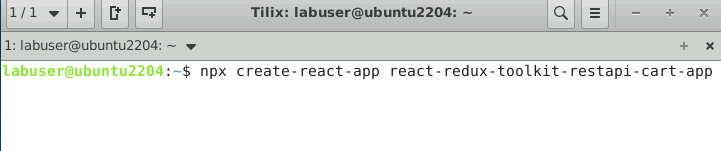 1 / 1
Tilix: labuser@ubuntu2204: ~
1: labuser@ubuntu2204: ~
labuser@ubuntu2204:~$ npx create-react-app react-redux-toolkit-restapi-cart-app